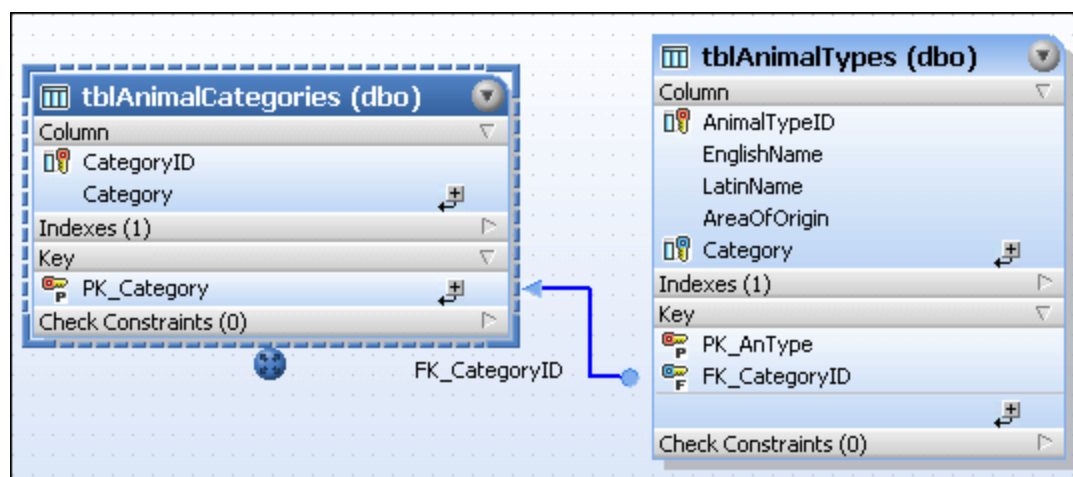 tblAnimalCategories (dbo)
Column
CategoryID
Category
Indexes (1)
Key
P PK_Category
Check Constraints (0)
FK_CategoryID
tblAnimalTypes (dbo)
Column
AnimalTypeID
EnglishName
LatinName
AreaOfOrigin
Category
Indexes (1)
Key
P PK_AnType
F FK_CategoryID
Check Constraints (0)